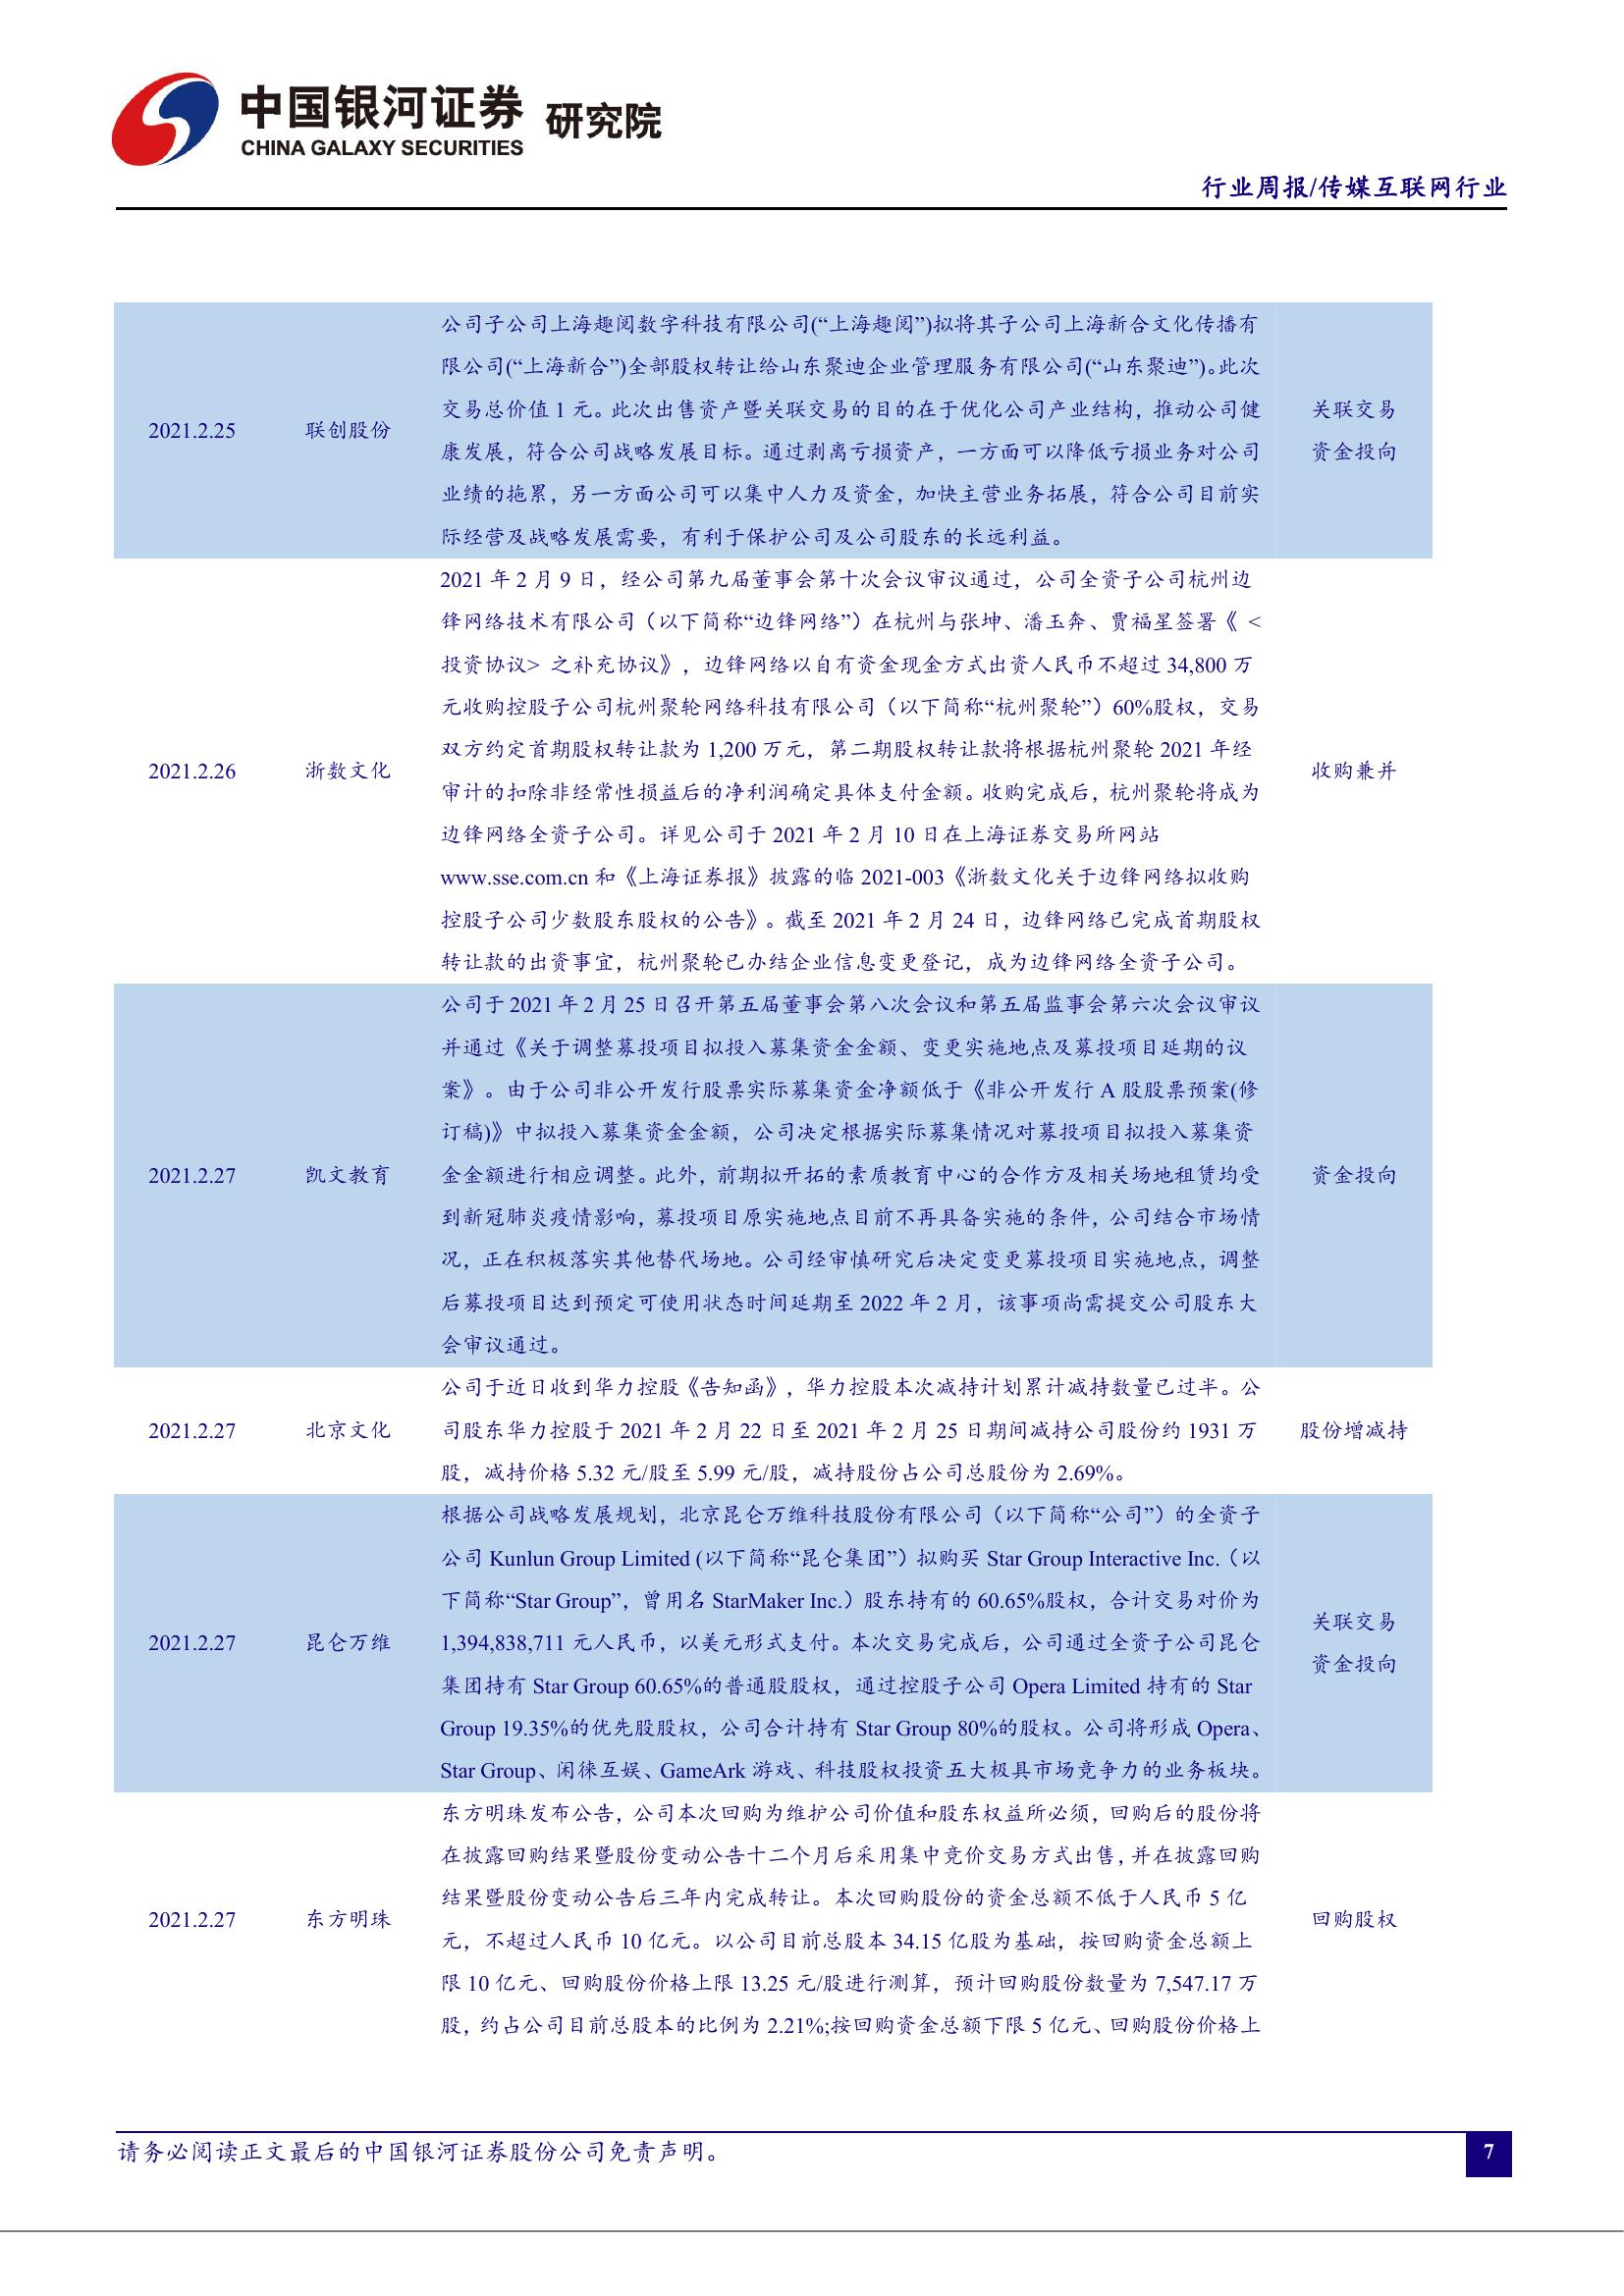 中国银河证券 研究院
CHINA GALAXY SECURITIES
行业周报/传媒互联网行业
公司子公司上海趣阅数字科技有限公司(“上海趣阅”)拟将其子公司上海新合文化传播有
限公司(“上海新合”)全部股权转让给山东聚迪企业管理服务有限公司(“山东聚迪”)。此次
交易总价值 1 元。此次出售资产暨关联交易的目的在于优化公司产业结构，推动公司健
2021.2.25 联创股份
康发展，符合公司战略发展目标。通过剥离亏损资产，一方面可以降低亏损业务对公司
业绩的拖累，另一方面公司可以集中人力及资金，加快主营业务拓展，符合公司目前实
际经营及战略发展需要，有利于保护公司及公司股东的长远利益。
关联交易
资金投向
2021 年 2 月 9 日，经公司第九届董事会第十次会议审议通过，公司全资子公司杭州边
锋网络技术有限公司（以下简称“边锋网络”）在杭州与张坤、潘玉奔、贾福星签署《 <
投资协议> 之补充协议》，边锋网络以自有资金现金方式出资人民币不超过 34,800 万
元收购控股子公司杭州聚轮网络科技有限公司（以下简称“杭州聚轮”）60%股权，交易
双方约定首期股权转让款为 1,200 万元，第二期股权转让款将根据杭州聚轮 2021 年经
2021.2.26 浙数文化
审计的扣除非经常性损益后的净利润确定具体支付金额。收购完成后，杭州聚轮将成为
边锋网络全资子公司。详见公司于 2021 年 2 月 10 日在上海证券交易所网站
www.sse.com.cn 和《上海证券报》披露的临 2021-003《浙数文化关于边锋网络拟收购
控股子公司少数股东股权的公告》。截至 2021 年 2 月 24 日，边锋网络已完成首期股权
转让款的出资事宜，杭州聚轮已办结企业信息变更登记，成为边锋网络全资子公司。
收购兼并
公司于 2021 年 2 月 25 日召开第五届董事会第八次会议和第五届监事会第六次会议审议
并通过《关于调整募投项目拟投入募集资金金额、变更实施地点及募投项目延期的议
案》。由于公司非公开发行股票实际募集资金净额低于《非公开发行 A 股股票预案(修
订稿)》中拟投入募集资金金额，公司决定根据实际募集情况对募投项目拟投入募集资
2021.2.27 凯文教育
金金额进行相应调整。此外，前期拟开拓的素质教育中心的合作方及相关场地租赁均受
到新冠肺炎疫情影响，募投项目原实施地点目前不再具备实施的条件，公司结合市场情
况，正在积极落实其他替代场地。公司经审慎研究后决定变更募投项目实施地点，调整
后募投项目达到预定可使用状态时间延期至 2022 年 2 月，该事项尚需提交公司股东大
会审议通过。
资金投向
公司于近日收到华力控股《告知函》，华力控股本次减持计划累计减持数量已过半。公
2021.2.27 北京文化
司股东华力控股于 2021 年 2 月 22 日至 2021 年 2 月 25 日期间减持公司股份约 1931 万
股，减持价格 5.32 元/股至 5.99 元/股，减持股份占公司总股份为 2.69%。
股份增减持
根据公司战略发展规划，北京昆仑万维科技股份有限公司（以下简称“公司”）的全资子
公司 Kunlun Group Limited (以下简称“昆仑集团”）拟购买 Star Group Interactive Inc.（以
下简称“Star Group”，曾用名 StarMaker Inc.）股东持有的 60.65%股权，合计交易对价为
2021.2.27 昆仑万维
1,394,838,711 元人民币，以美元形式支付。本次交易完成后，公司通过全资子公司昆仑
集团持有 Star Group 60.65%的普通股股权，通过控股子公司 Opera Limited 持有的 Star
Group 19.35%的优先股股权，公司合计持有 Star Group 80%的股权。公司将形成 Opera、
Star Group、闲徕互娱、GameArk 游戏、科技股权投资五大极具市场竞争力的业务板块。
关联交易
资金投向
东方明珠发布公告，公司本次回购为维护公司价值和股东权益所必须，回购后的股份将
在披露回购结果暨股份变动公告十二个月后采用集中竞价交易方式出售，并在披露回购
结果暨股份变动公告后三年内完成转让。本次回购股份的资金总额不低于人民币 5 亿
2021.2.27 东方明珠
元，不超过人民币 10 亿元。以公司目前总股本 34.15 亿股为基础，按回购资金总额上
限 10 亿元、回购股份价格上限 13.25 元/股进行测算，预计回购股份数量为 7,547.17 万
股，约占公司目前总股本的比例为 2.21%;按回购资金总额下限 5 亿元、回购股份价格上
回购股权
请务必阅读正文最后的中国银河证券股份公司免责声明。
7